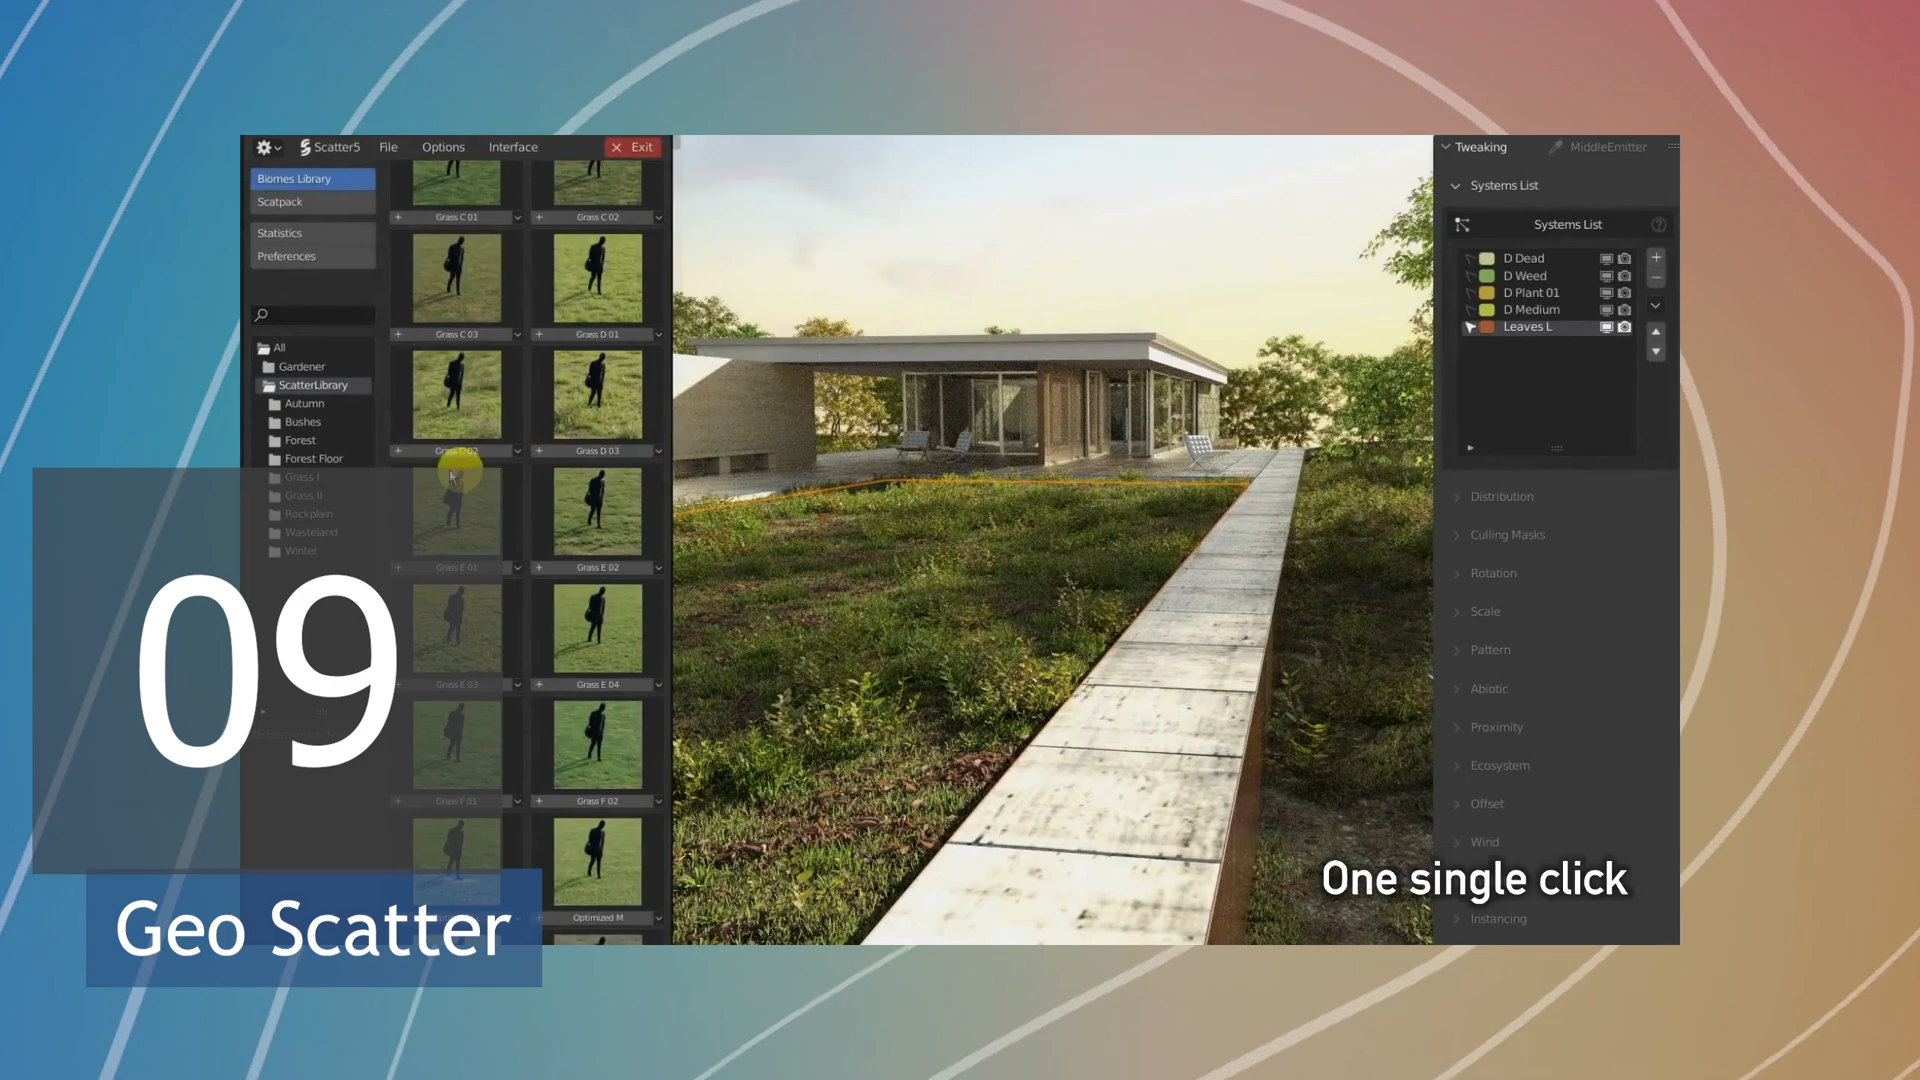 Scatter5 File Options Interface Exit
Biomes Library
Scatpack
Statistics
Preferences
All
Gardener
ScatterLibrary
Autumn
Bushes
Forest
Forest Floor
Grass I
Grass II
Rockplain
Wasteland
Winter
Grass C 01 Grass C 02
Grass C 03 Grass D 01
Grass D 02 Grass D 03
Grass E 01 Grass E 02
Grass E 03 Grass E 04
Grass F 01 Grass F 02
Optimized M
Tweaking MiddleEmitter
Systems List
Systems List
D Dead
D Weed
D Plant 01
D Medium
Leaves L
Distribution
Culling Masks
Rotation
Scale
Pattern
Abiotic
Proximity
Ecosystem
Offset
Wind
Instancing
One single click
09
Geo Scatter